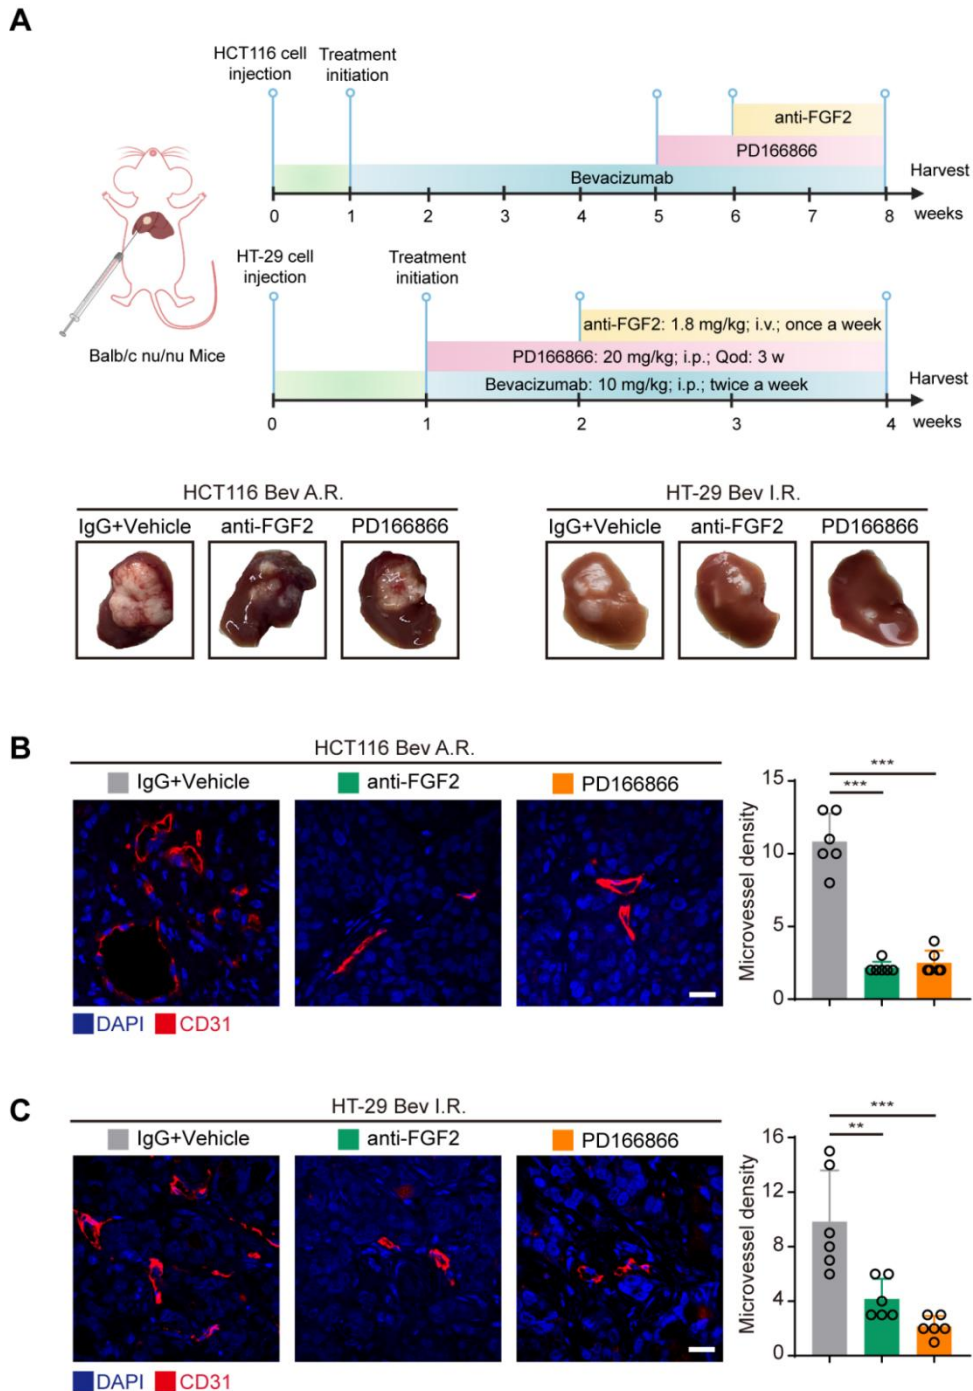 A
HCT116 cell injection
Treatment initiation
anti-FGF2
PD166866
Bevacizumab
Harvest
0 1 2 3 4 5 6 7 8 weeks
HT-29 cell injection
Treatment initiation
anti-FGF2: 1.8 mg/kg; i.v.; once a week
PD166866: 20 mg/kg; i.p.; Qod: 3 w
Bevacizumab: 10 mg/kg; i.p.; twice a week
Harvest
0 1 2 3 4 weeks
Balb/c nu/nu Mice
HCT116 Bev A.R.
IgG+Vehicle anti-FGF2 PD166866
HT-29 Bev I.R.
IgG+Vehicle anti-FGF2 PD166866
B
HCT116 Bev A.R.
IgG+Vehicle anti-FGF2 PD166866
DAPI CD31
Microvessel density
15
10
5
0
***
***
C
HT-29 Bev I.R.
IgG+Vehicle anti-FGF2 PD166866
DAPI CD31
Microvessel density
16
12
8
4
0
***
**